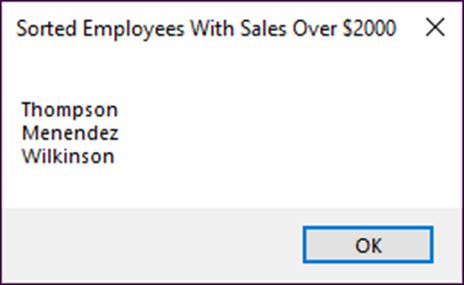 Sorted Employees With Sales Over $2000
Thompson
Menendez
Wilkinson
OK